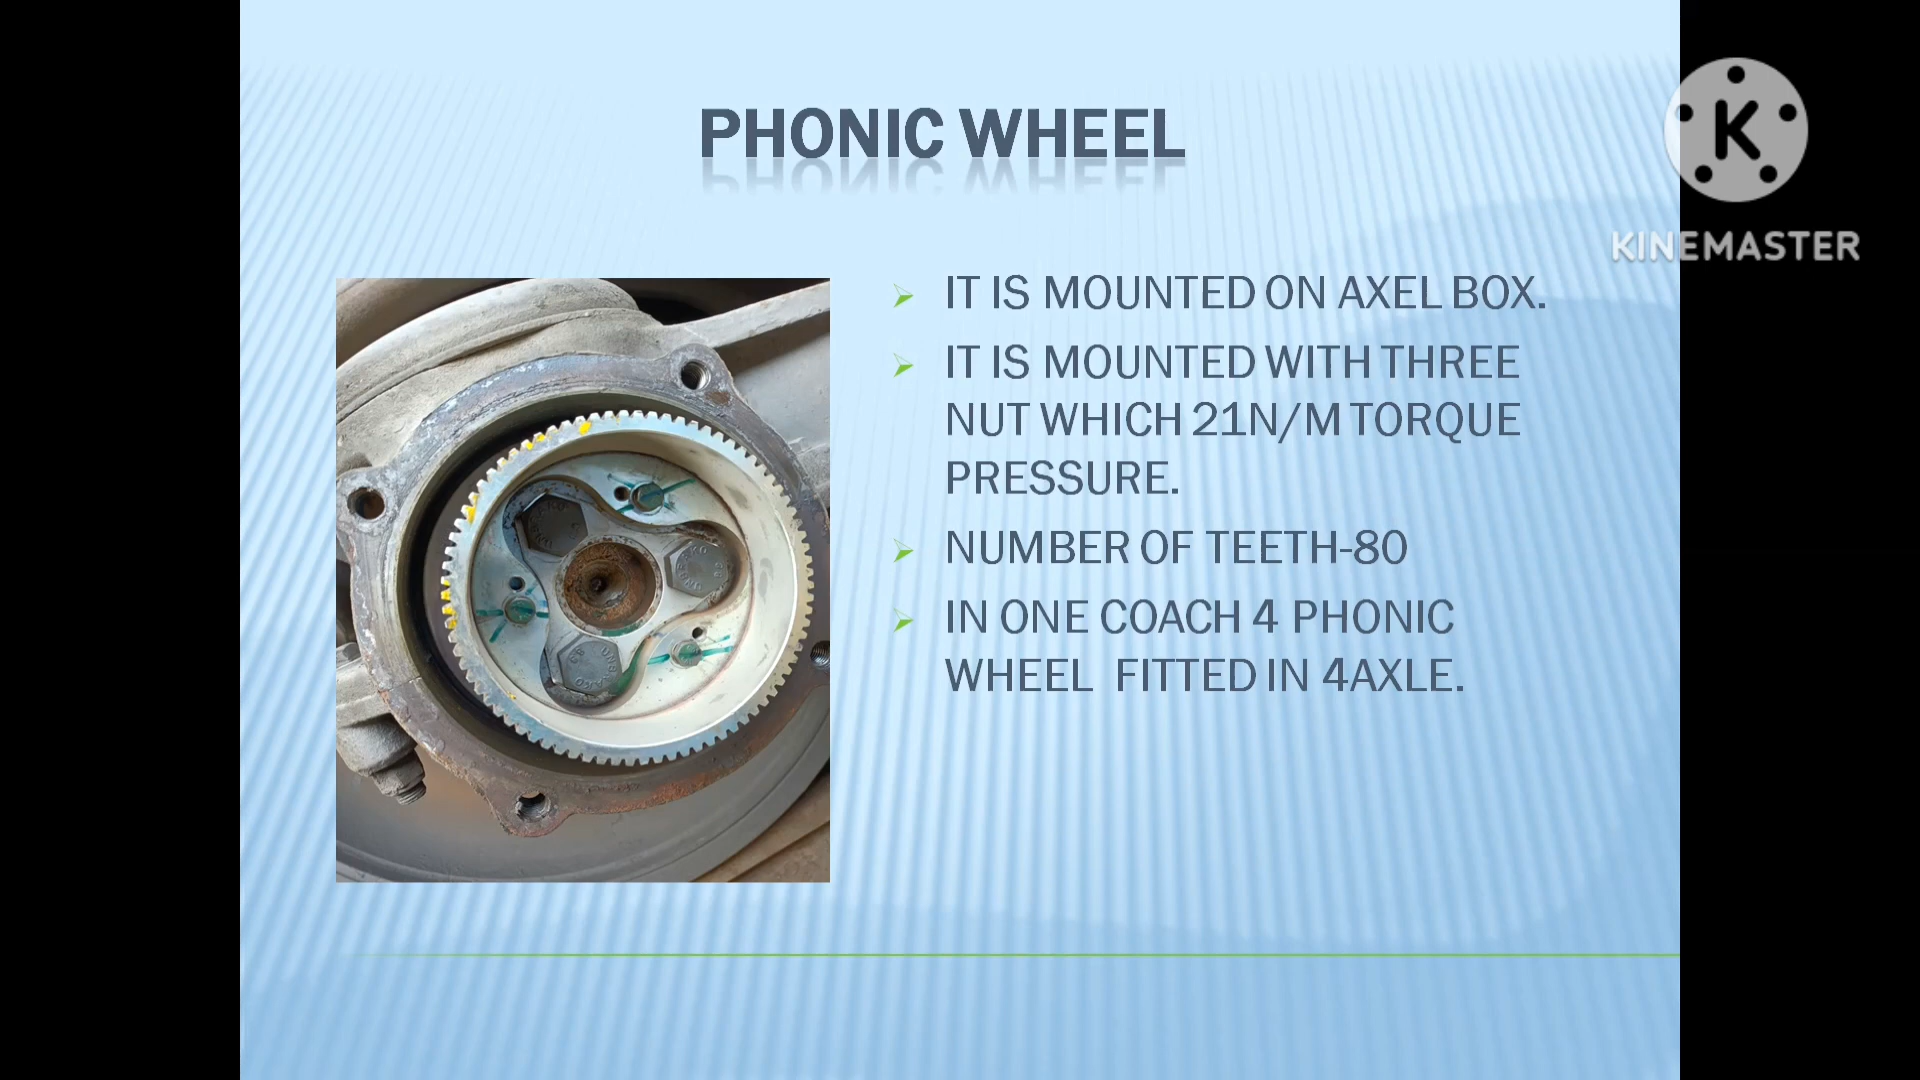 PHONIC WHEEL
K
KINEMASTER
IT IS MOUNTED ON AXEL BOX.
IT IS MOUNTED WITH THREE
NUT WHICH 21N/M TORQUE
PRESSURE.
NUMBER OF TEETH-80
IN ONE COACH 4 PHONIC
WHEEL FITTED IN 4AXLE.